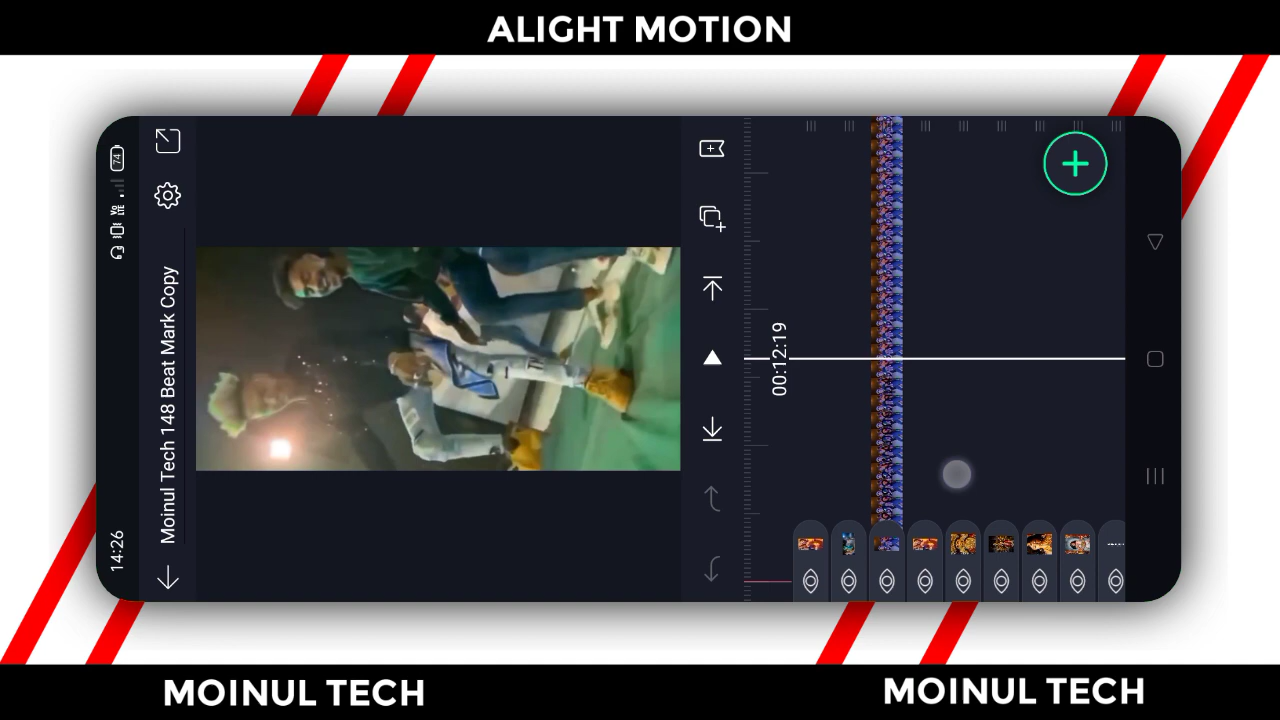 ALIGHT MOTION
14:26
74
Moinul Tech 148 Beat Mark Copy
00:12:19
MOINUL TECH
MOINUL TECH